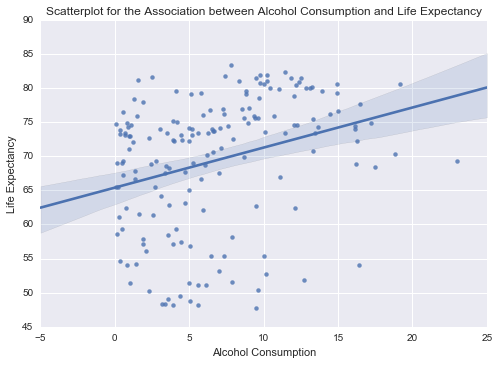 Scatterplot for the Association between Alcohol Consumption and Life Expectancy
90
85
80
75
70
65
60
55
50
45
Life Expectancy
−5 0 5 10 15 20 25
Alcohol Consumption